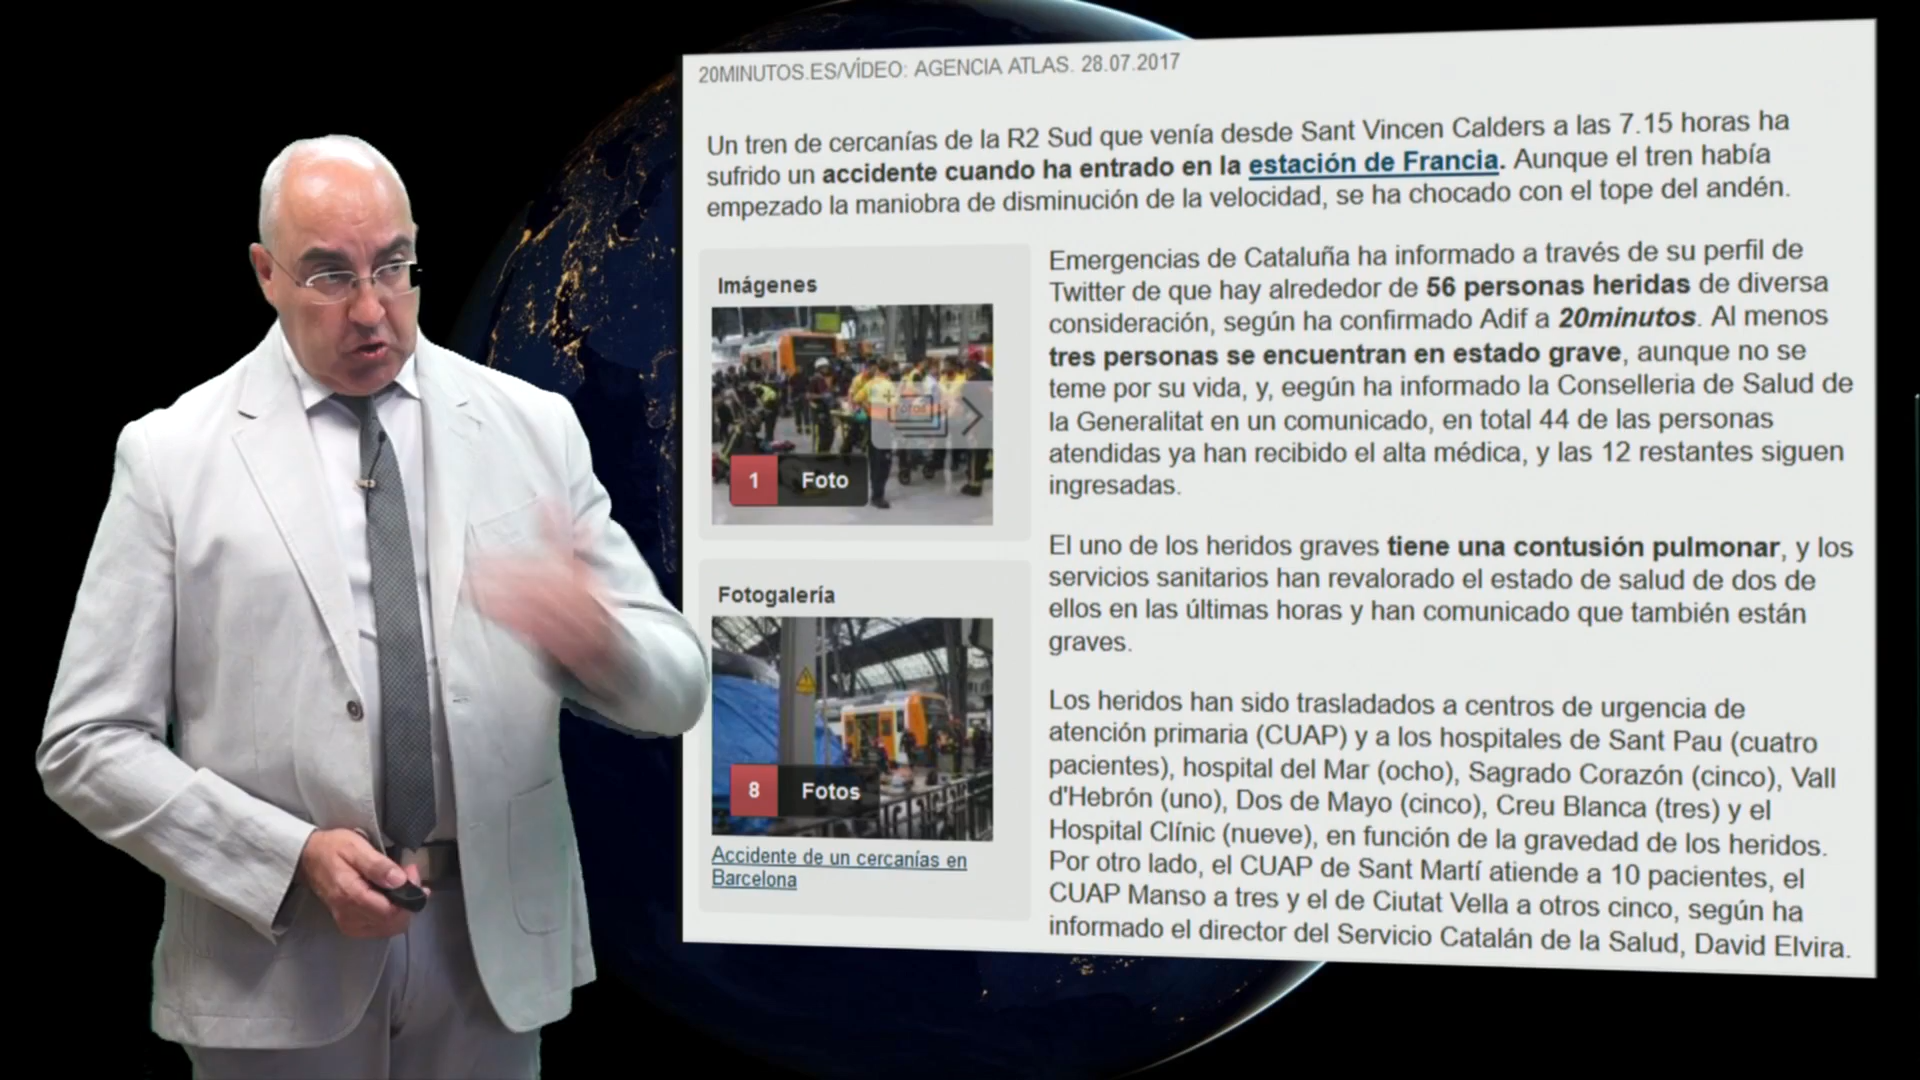 20MINUTOS.ES/VÍDEO: AGENCIA ATLAS. 28.07.2017
Un tren de cercanías de la R2 Sud que venía desde Sant Vincen Calders a las 7.15 horas ha
sufrido un accidente cuando ha entrado en la estación de Francia. Aunque el tren había
empezado la maniobra de disminución de la velocidad, se ha chocado con el tope del andén.
Imágenes
FOTOS
1 Foto
Fotogalería
8 Fotos
Accidente de un cercanías en
Barcelona
Emergencias de Cataluña ha informado a través de su perfil de
Twitter de que hay alrededor de 56 personas heridas de diversa
consideración, según ha confirmado Adif a 20minutos. Al menos
tres personas se encuentran en estado grave, aunque no se
teme por su vida, y, eegún ha informado la Conselleria de Salud de
la Generalitat en un comunicado, en total 44 de las personas
atendidas ya han recibido el alta médica, y las 12 restantes siguen
ingresadas.
El uno de los heridos graves tiene una contusión pulmonar, y los
servicios sanitarios han revalorado el estado de salud de dos de
ellos en las últimas horas y han comunicado que también están
graves.
Los heridos han sido trasladados a centros de urgencia de
atención primaria (CUAP) y a los hospitales de Sant Pau (cuatro
pacientes), hospital del Mar (ocho), Sagrado Corazón (cinco), Vall
d'Hebrón (uno), Dos de Mayo (cinco), Creu Blanca (tres) y el
Hospital Clínic (nueve), en función de la gravedad de los heridos.
Por otro lado, el CUAP de Sant Martí atiende a 10 pacientes, el
CUAP Manso a tres y el de Ciutat Vella a otros cinco, según ha
informado el director del Servicio Catalán de la Salud, David Elvira.